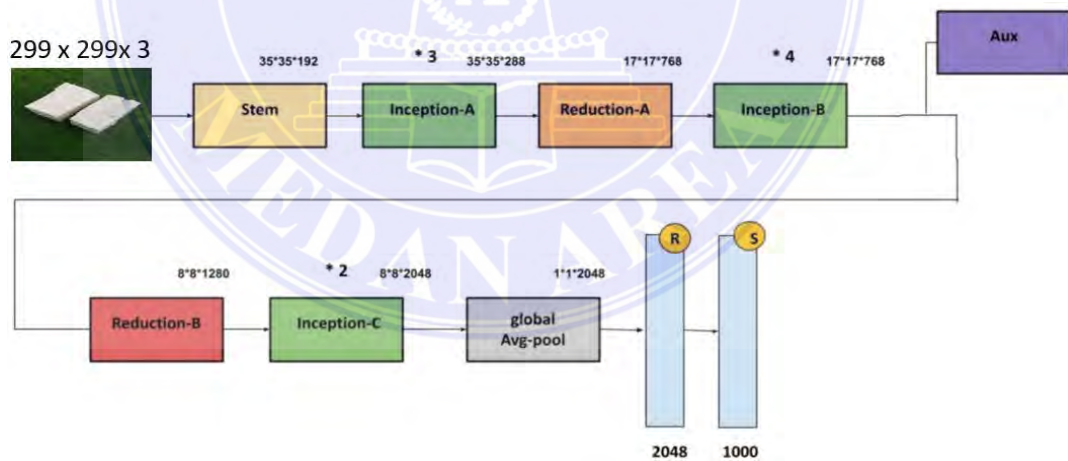 299 x 299x 3
35*35*192
* 3
35*35*288
17*17*768
* 4
17*17*768
Aux
Stem
Inception-A
Reduction-A
Inception-B
MEDAN AREA
R
S
8*8*1280
* 2
8*8*2048
1*1*2048
Reduction-B
Inception-C
global
Avg-pool
2048
1000